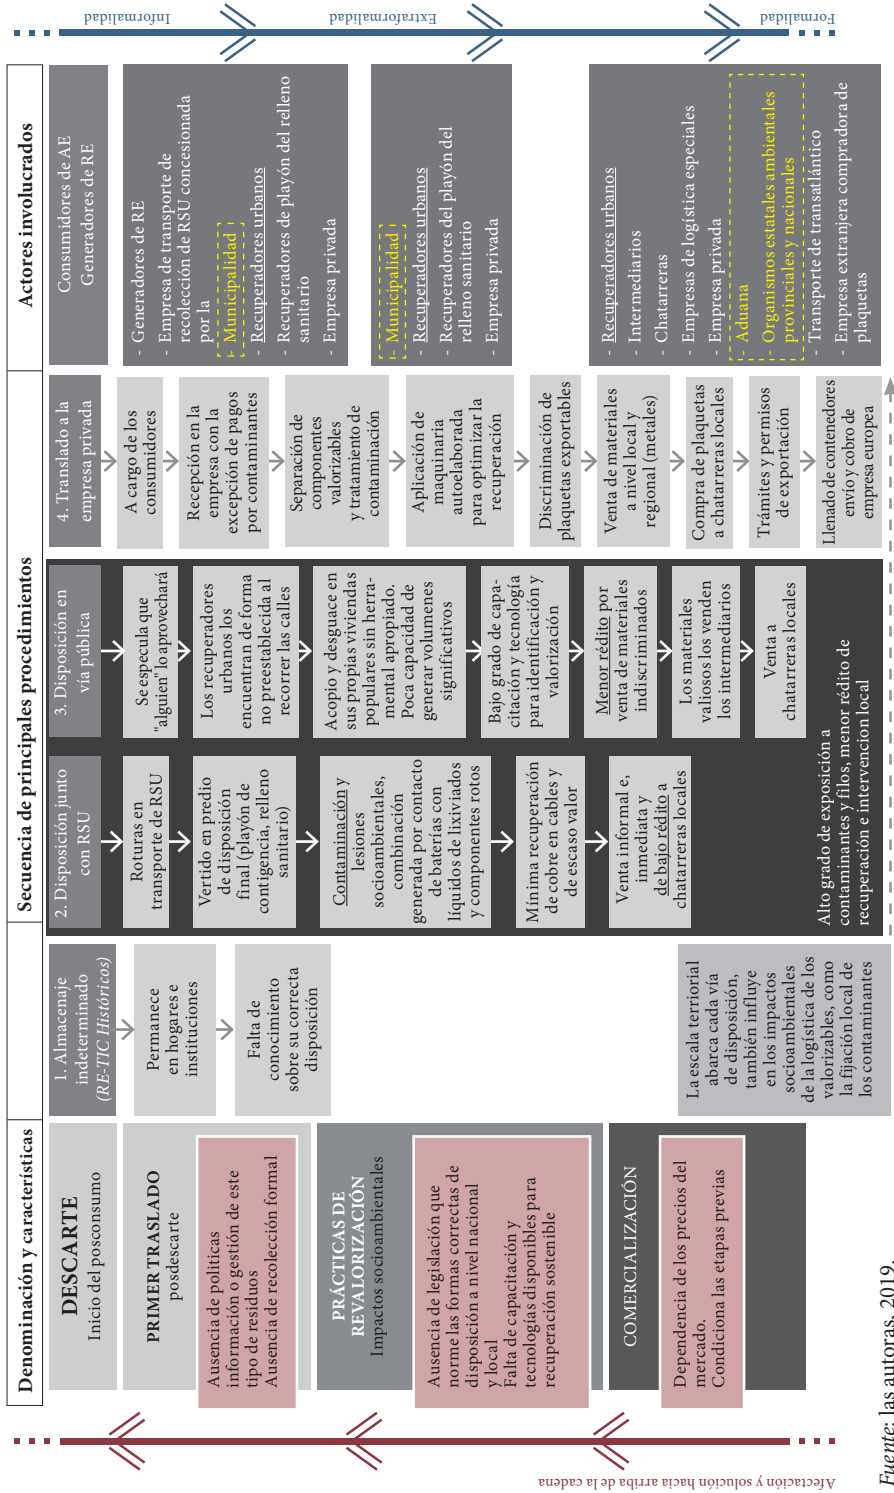 Denominación y características
Secuencia de principales procedimientos
Actores involucrados
DESCARTE
Inicio del posconsumo
PRIMER TRASLADO
posdescarte
Ausencia de politicas
información o gestión de este
tipo de residuos
Ausencia de recolección formal
PRÁCTICAS DE
REVALORIZACIÓN
Impactos socioambientales
Ausencia de legislación que
norme las formas correctas de
disposición a nivel nacional
y local
Falta de capacitación y
tecnologías disponibles para
recuperación sostenible
COMERCIALIZACIÓN
Dependencia de los precios del
mercado.
Condiciona las etapas previas
1. Almacenaje
indeterminado
(RE-TIC Históricos)
Permanece
en hogares e
instituciones
Falta de
conocimiento
sobre su correcta
disposición
La escala terriorial
abarca cada vía
de disposición,
también influye
en los impactos
socioambientales
de la logística de los
valorizables, como
la fijación local de
los contaminantes
2. Disposición junto
con RSU
Roturas en
transporte de RSU
Vertido en predio
de disposición
final (playón de
contigencia, relleno
sanitario)
Contaminación y
lesiones
socioambientales,
combinación
generada por contacto
de baterías con
líquidos de lixiviados
y componentes rotos
Mínima recuperación
de cobre en cables y
de escaso valor
Venta informal e,
inmediata y
de bajo rédito a
chatarreras locales
3. Disposición en
vía pública
Se especula que
"alguien" lo aprovechará
Los recuperadores
urbanos los
encuentran de forma
no preestablecida al
recorrer las calles
Acopio y desguace en
sus propias viviendas
populares sin herra-
mental apropiado.
Poca capacidad de
generar volumenes
significativos
Bajo grado de capa-
citación y tecnología
para identificación y
valorización
Menor rédito por
venta de materiales
indiscriminados
Los materiales
valiosos los venden
los intermediarios
Venta a
chatarreras locales
Alto grado de exposición a
contaminantes y filos, menor rédito de
recuperación e intervencion local
4. Translado a la
empresa privada
A cargo de los
consumidores
Recepción en la
empresa con la
excepción de pagos
por contaminantes
Separación de
componentes
valorizables
y tratamiento de
contaminación
Aplicación de
maquinaria
autoelaborada
para optimizar la
recuperación
Discriminación de
plaquetas exportables
Venta de materiales
a nivel local y
regional (metales)
Compra de plaquetas
a chatarreras locales
Trámites y permisos
de exportación
Llenado de contenedores
envío y cobro de
empresa europea
Consumidores de AE
Generadores de RE
- Generadores de RE
- Empresa de transporte de
recolección de RSU concesionada
por la
- Municipalidad
- Recuperadores urbanos
- Recuperadores de playón del relleno
sanitario
- Empresa privada
- Municipalidad
- Recuperadores urbanos
- Recuperadores del playón del
relleno sanitario
- Empresa privada
- Recuperadores urbanos
- Intermediarios
- Chatarreras
- Empresas de logística especiales
- Empresa privada
- Aduana
- Organismos estatales ambientales
provinciales y nacionales
- Transporte de transatlántico
- Empresa extranjera compradora de
plaquetas
Informalidad
Extraformalidad
Formalidad
Afectación y solución y solución de arriba hacia la cadena
Fuente: las autoras, 2019.